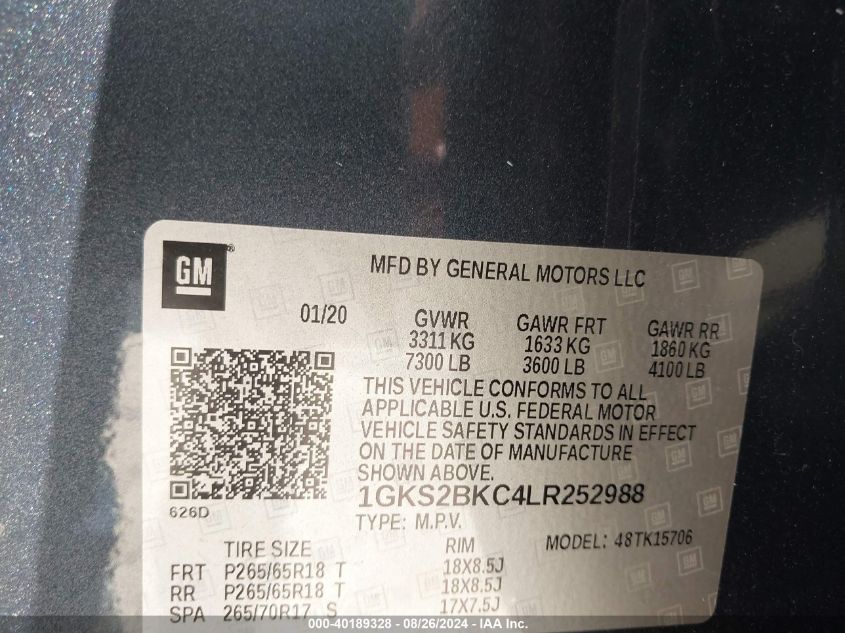 GM ®
MFD BY GENERAL MOTORS LLC
01/20 GVWR GAWR FRT GAWR RR
3311 KG 1633 KG 1860 KG
7300 LB 3600 LB 4100 LB
THIS VEHICLE CONFORMS TO ALL
APPLICABLE U.S. FEDERAL MOTOR
VEHICLE SAFETY STANDARDS IN EFFECT
ON THE DATE OF MANUFACTURE
SHOWN ABOVE.
1GKS2BKC4LR252988
626D
TYPE: M.P.V.
MODEL: 48TK15706
TIRE SIZE RIM
FRT P265/65R18 T 18X8.5J
RR P265/65R18 T 18X8.5J
SPA 265/70R17 S 17X7.5J
000-40189328 - 08/26/2024 - IAA Inc.